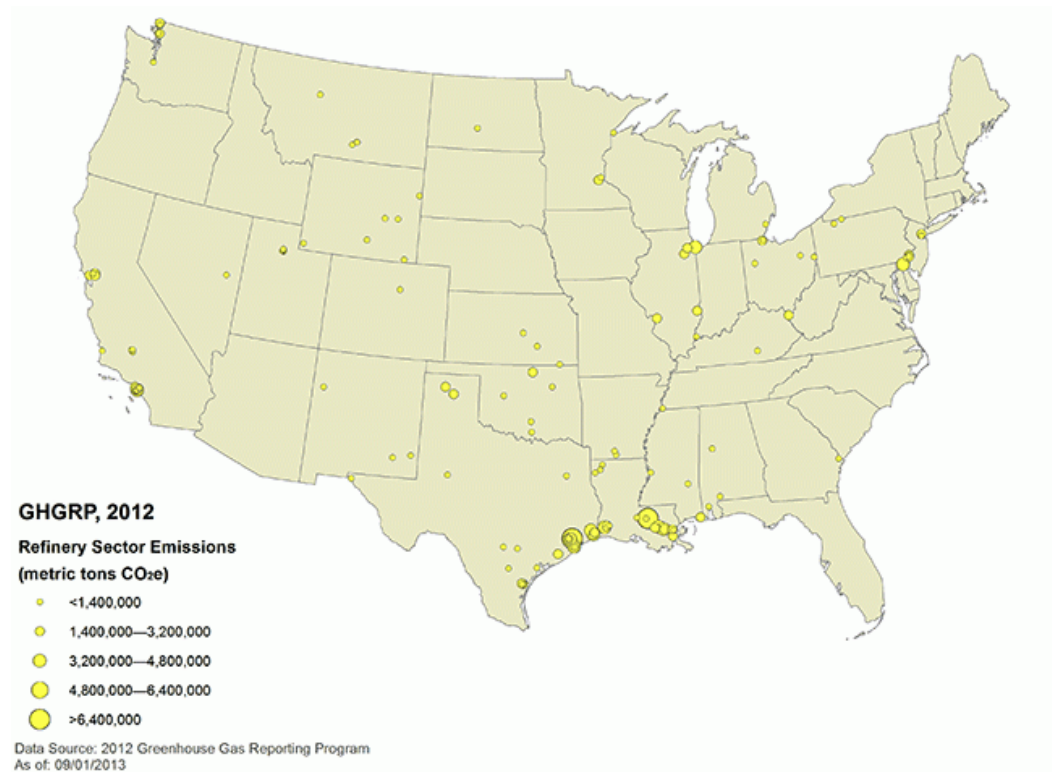 GHGRP, 2012
Refinery Sector Emissions
(metric tons CO₂e)
<1,400,000
1,400,000—3,200,000
3,200,000—4,800,000
4,800,000—6,400,000
>6,400,000
Data Source: 2012 Greenhouse Gas Reporting Program
As of: 09/01/2013